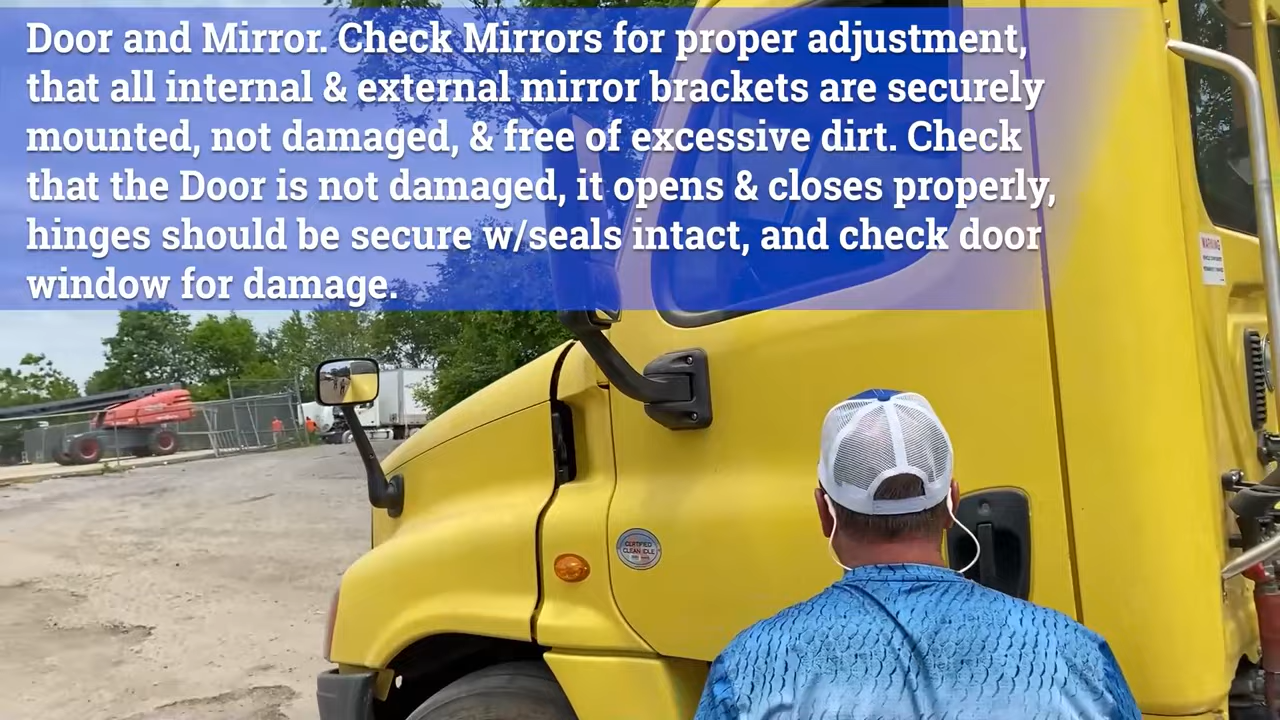 Door and Mirror. Check Mirrors for proper adjustment,
that all internal & external mirror brackets are securely
mounted, not damaged, & free of excessive dirt. Check
that the Door is not damaged, it opens & closes properly,
hinges should be secure w/seals intact, and check door
window for damage.
WARNING
CERTIFIED
CLEAN IDLE